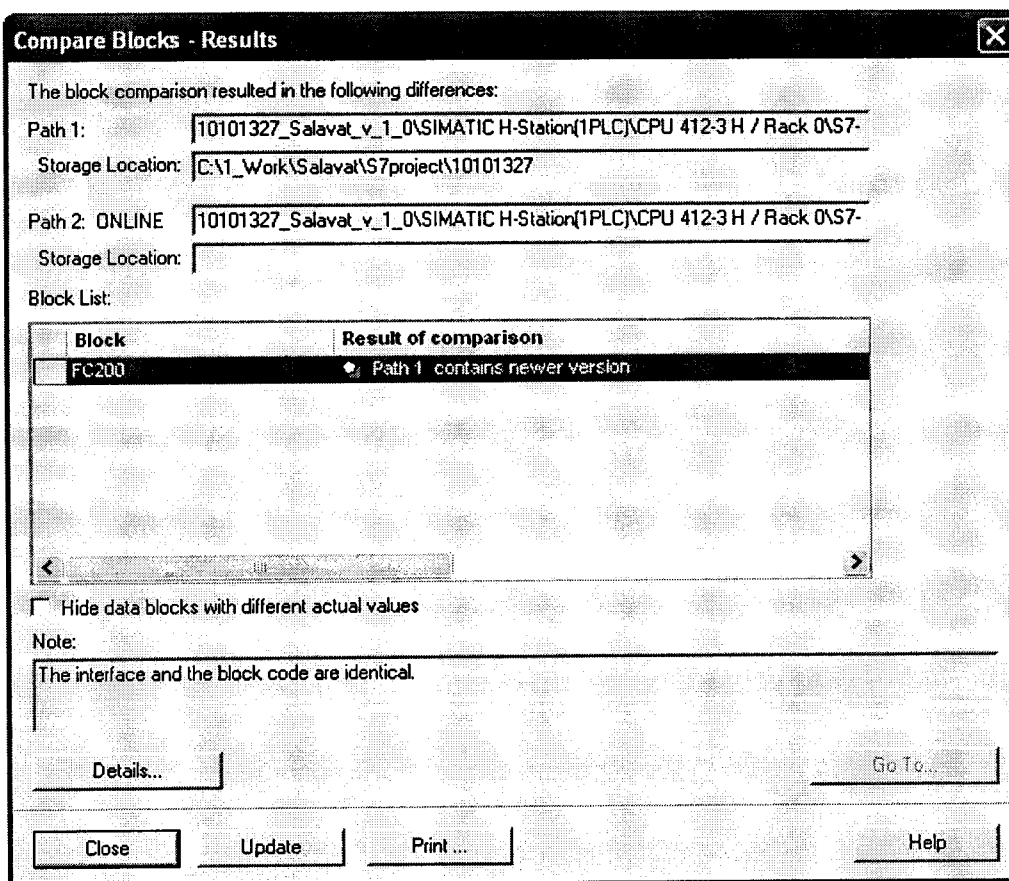 Compare Blocks - Results
The block comparison resulted in the following differences:
Path 1: 10101327_Salavat_v_1_0\SIMATIC H-Station(1PLC)\CPU 412-3 H / Rack 0\S7-
Storage Location: C:\1_Work\Salavat\S7project\10101327
Path 2: ONLINE 10101327_Salavat_v_1_0\SIMATIC H-Station(1PLC)\CPU 412-3 H / Rack 0\S7-
Storage Location:
Block List:
Block Result of comparison
FC200 Path 1 contains newer version
Hide data blocks with different actual values
Note:
The interface and the block code are identical.
Details... Go To...
Close Update Print ... Help